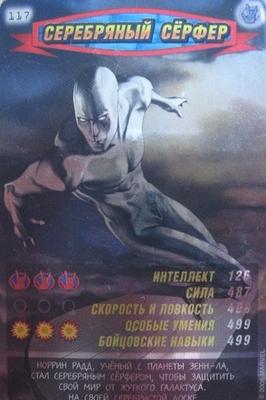 117
СЕРЕБРЯНЫЙ СЁРФЕР
ИНТЕЛЛЕКТ 126
СИЛА 487
СКОРОСТЬ И ЛОВКОСТЬ
ОСОБЫЕ УМЕНИЯ 499
БОЙЦОВСКИЕ НАВЫКИ 499
НОРРИН РАДД, УЧЁНЫЙ С ПЛАНЕТЫ ЗЕНН-ЛА,
СТАЛ СЕРЕБРЯНЫМ СЁРФЕРОМ, ЧТОБЫ ЗАЩИТИТЬ
СВОЙ МИР ОТ ЖУТКОГО ГАЛАКТУСА.
НА СВОЕЙ СЕРЕБРИСТОЙ ДОСКЕ
MARVEL